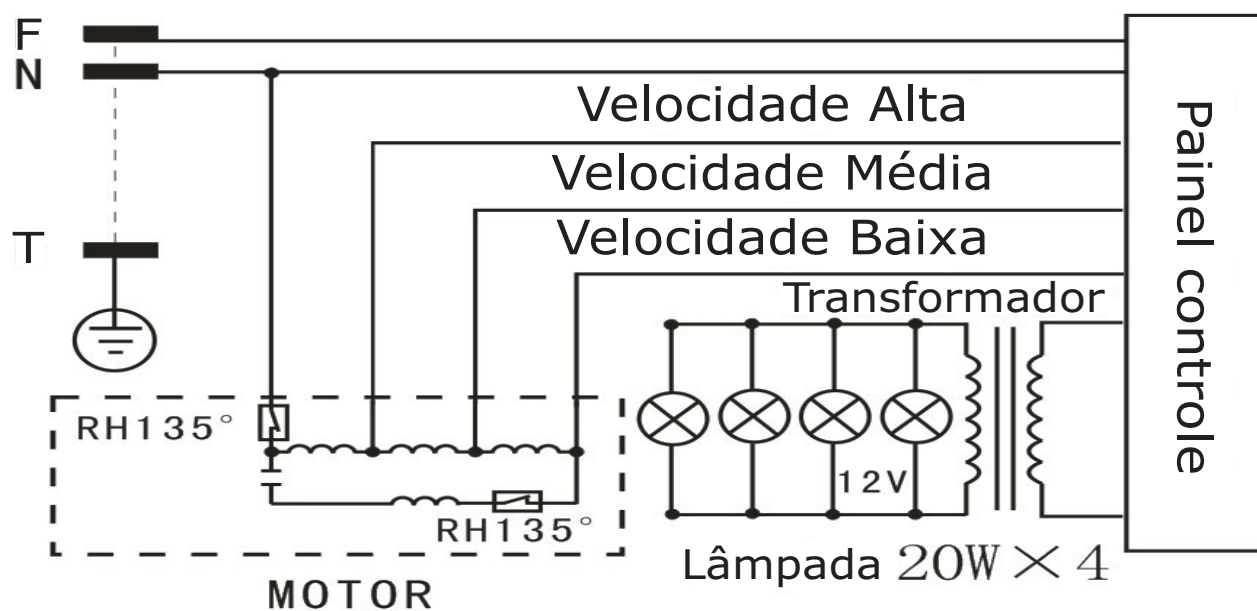 F
N
Velocidade Alta
Velocidade Média
Velocidade Baixa
T
Transformador
Painel controle
RH135°
12V
RH135°
Lâmpada 20W×4
MOTOR